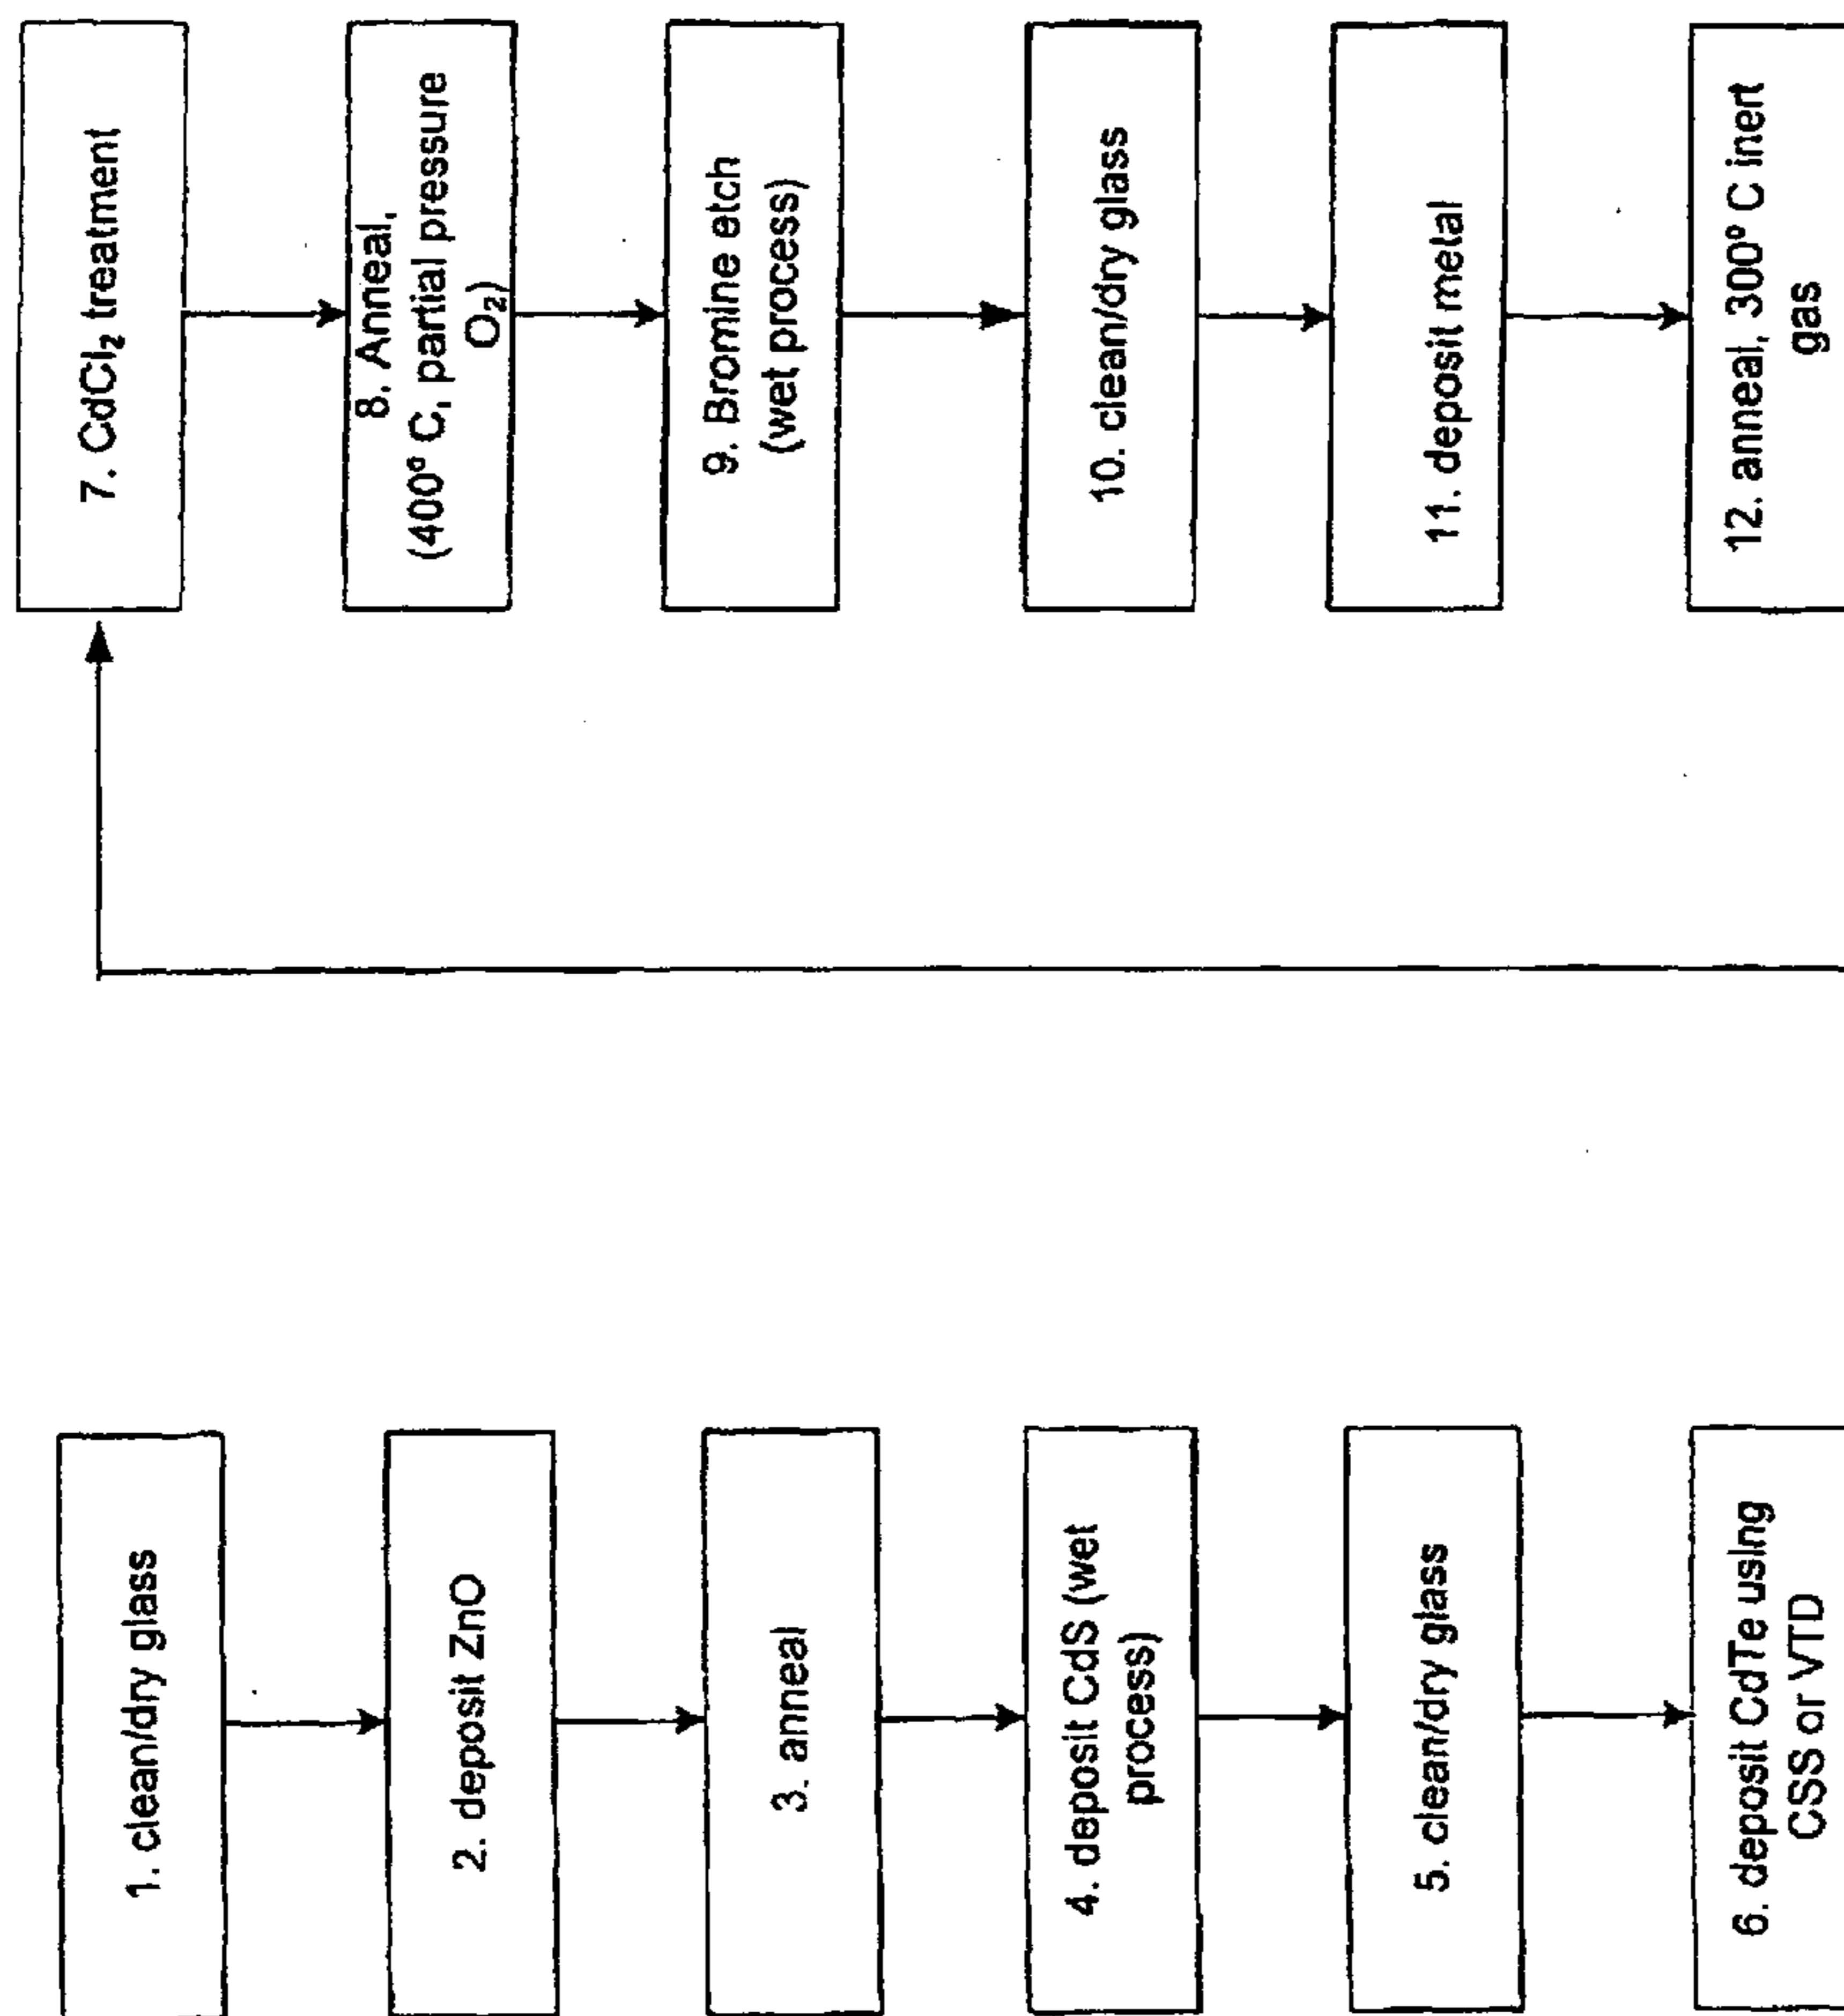 1. clean/dry glass
2. deposit ZnO
3. anneal
4. deposit CdS (wet
process)
5. clean/dry glass
6. deposit CdTe using
CSS or VTD
7. CdCl₂ treatment
8. Anneal,
(400° C, partial pressure
O₂)
9. Bromine etch
(wet process)
10. clean/dry glass
11. deposit metal
12. anneal, 300° C inert
gas